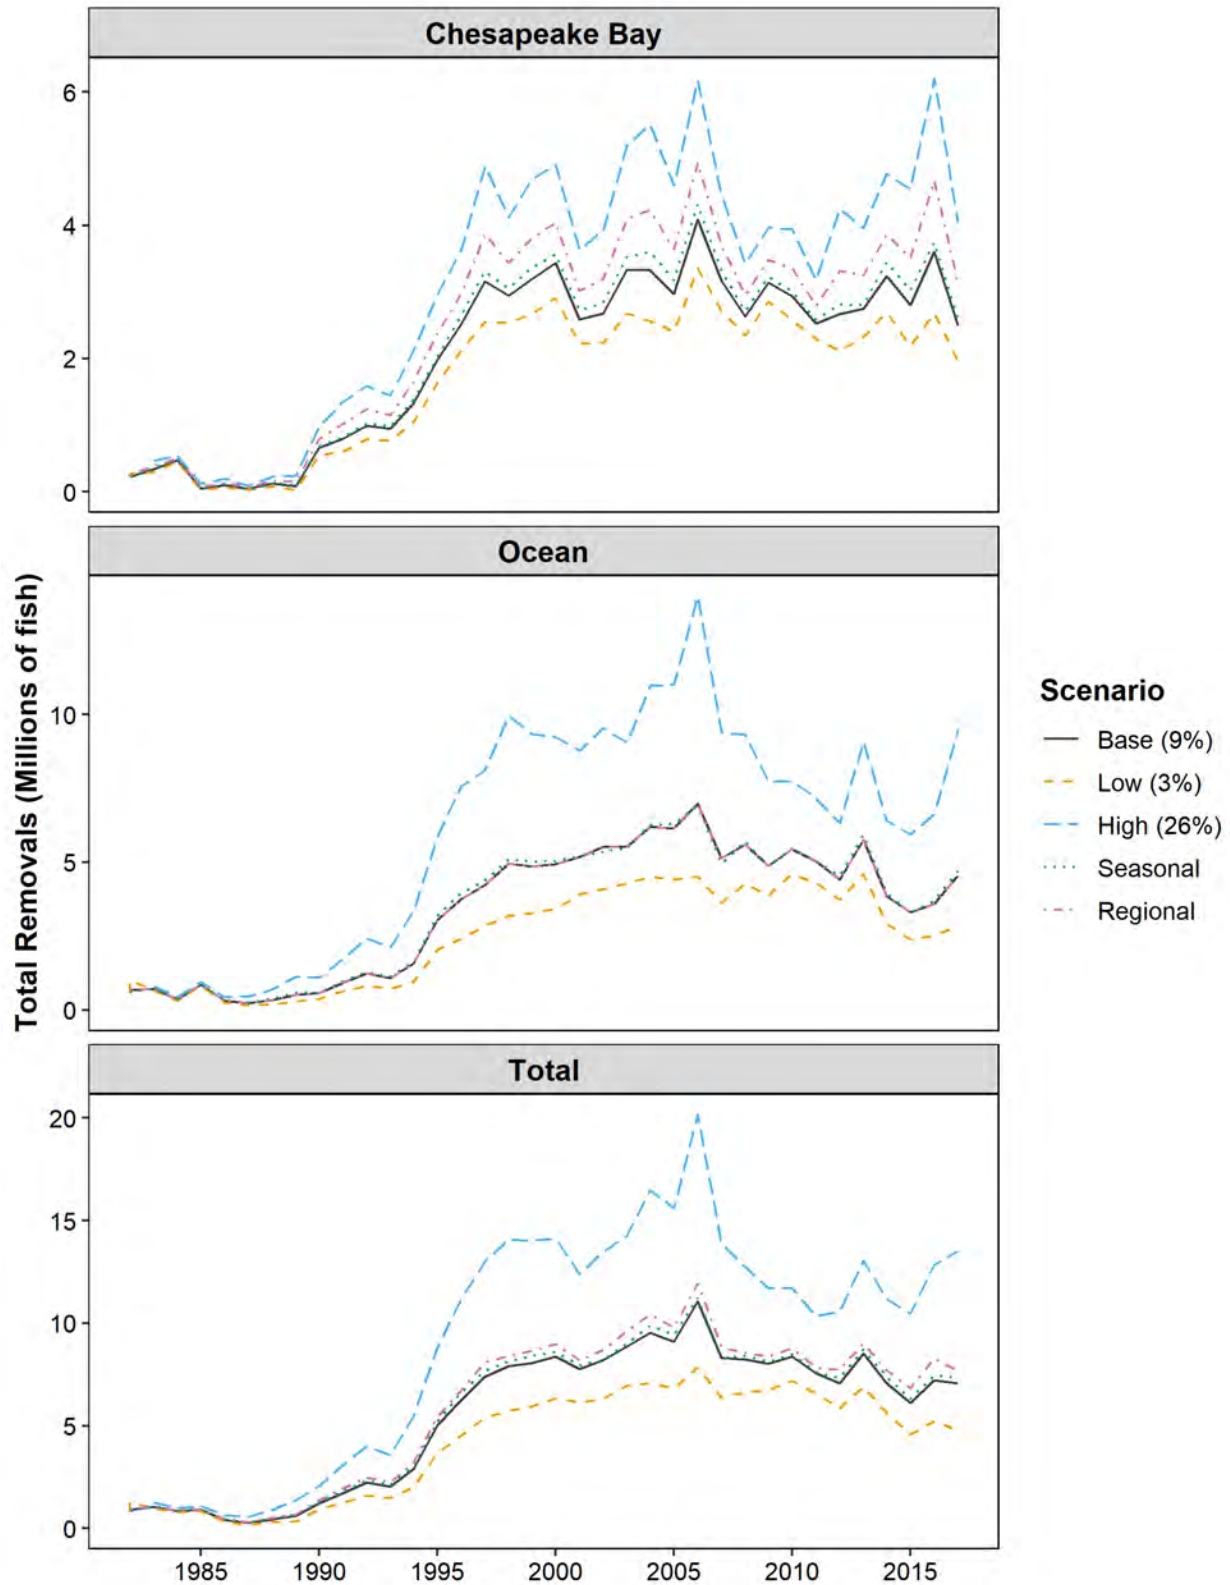 Chesapeake Bay
6
4
2
0
Ocean
10
5
0
Total
20
15
10
5
0
1985 1990 1995 2000 2005 2010 2015
Total Removals (Millions of fish)
Scenario
Base (9%)
Low (3%)
High (26%)
Seasonal
Regional